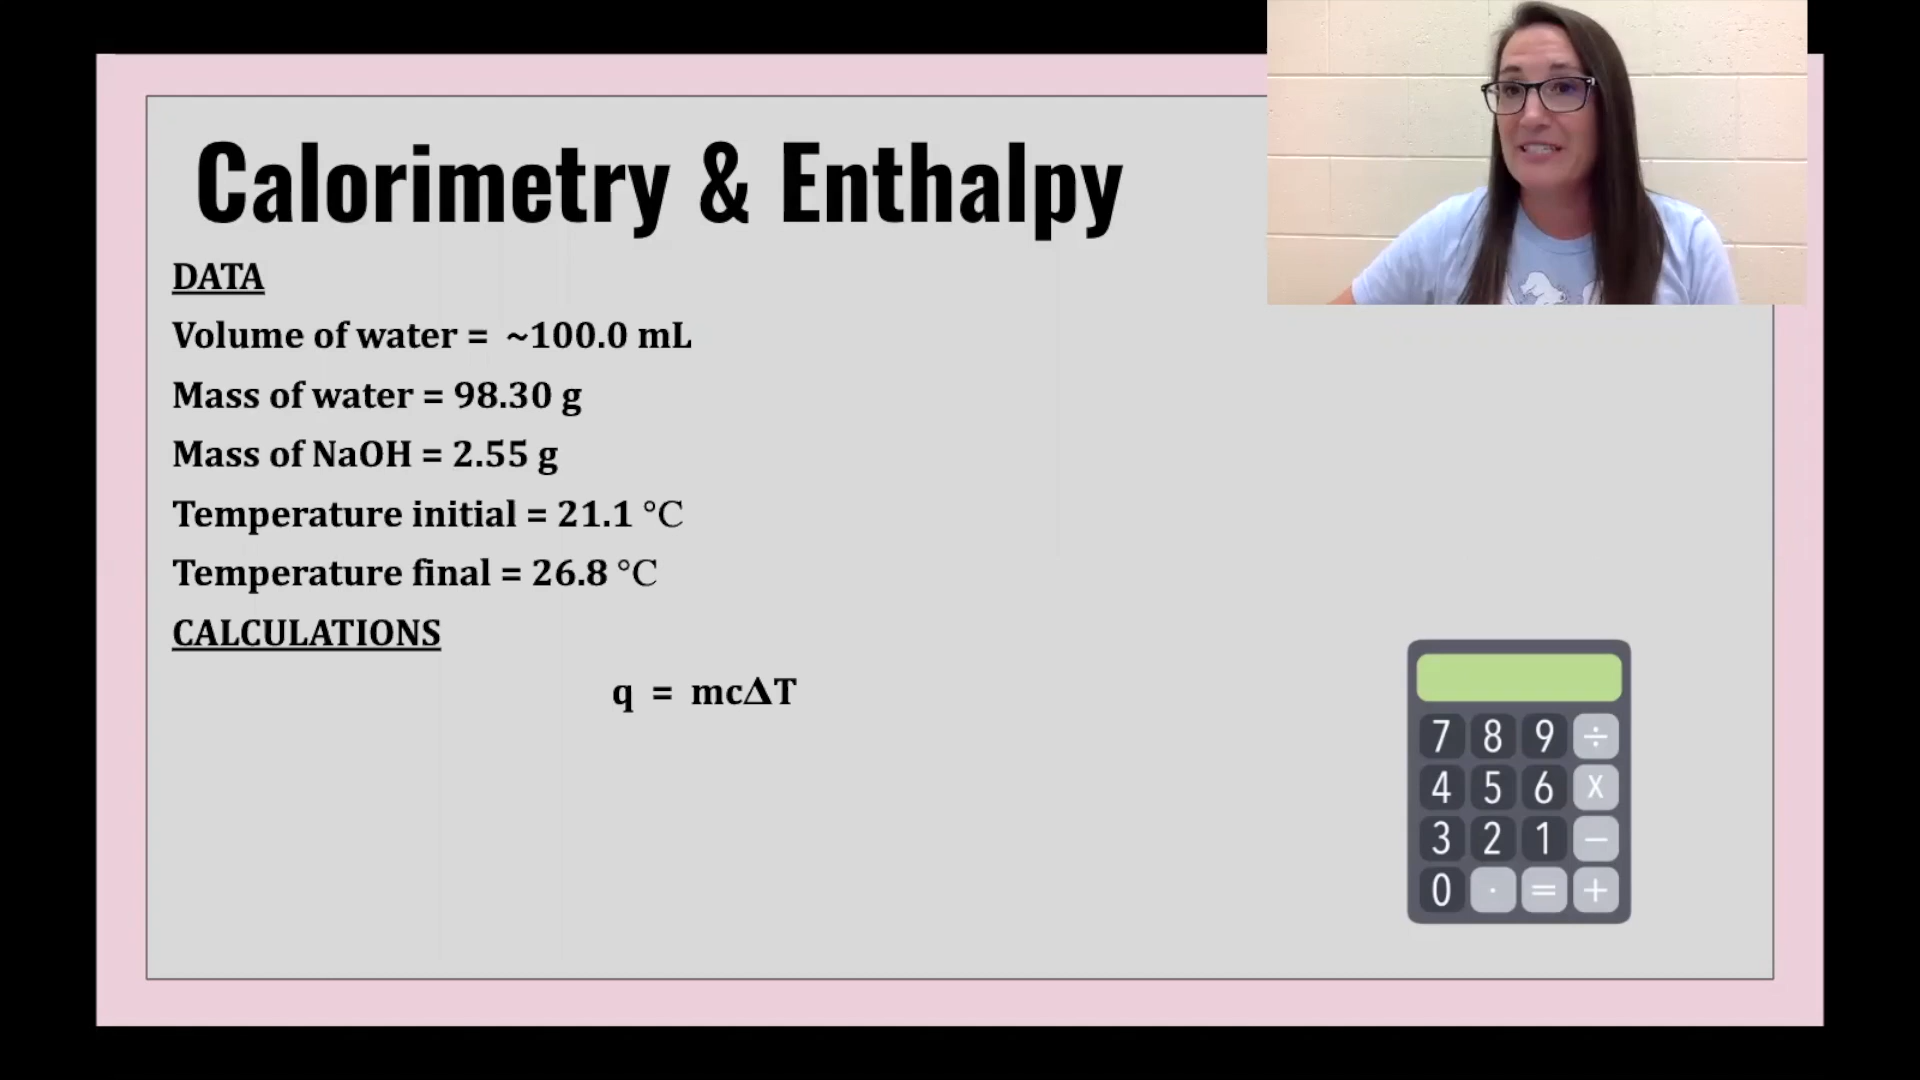 Calorimetry & Enthalpy
DATA
Volume of water = ~100.0 mL
Mass of water = 98.30 g
Mass of NaOH = 2.55 g
Temperature initial = 21.1 °C
Temperature final = 26.8 °C
CALCULATIONS
q = mcΔT
7 8 9 ÷
4 5 6 X
3 2 1 −
0 · = +